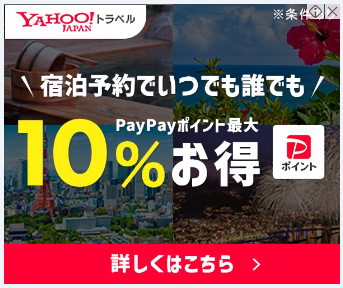 YAHOO! JAPAN トラベル
※条件
\ 宿泊予約でいつでも誰でも /
PayPayポイント最大
10%お得
P
ポイント
詳しくはこちら >